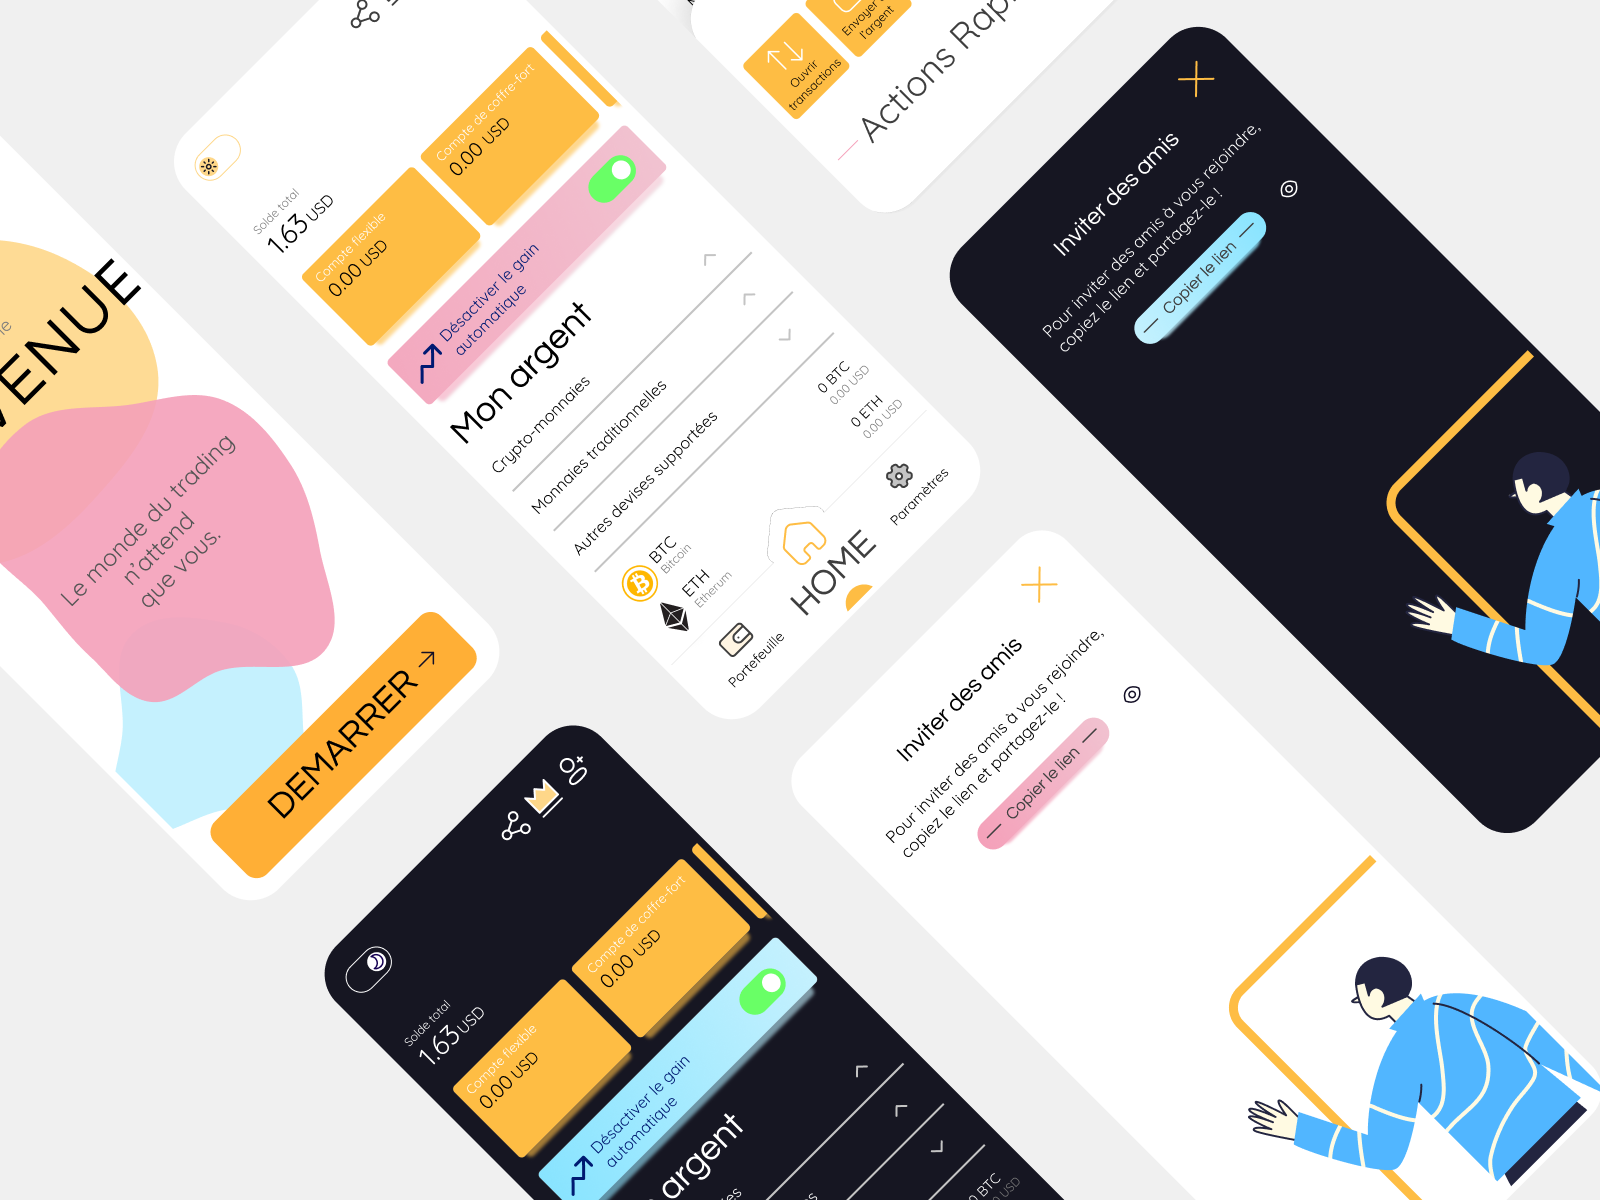 VENUE
Le monde du trading
n'attend
que vous.
DEMARRER
Solde total
1.63 USD
Compte flexible
0.00 USD
Compte de coffre-fort
0.00 USD
Désactiver le gain
automatique
Mon argent
Crypto-monnaies
Monnaies traditionnelles
Autres devises supportées
BTC
Bitcoin
0 BTC
0.00 USD
ETH
Etherum
0 ETH
0.00 USD
Portefeuille
HOME
Paramètres
Ouvrir
transactions
Envoyer
l'argent
Actions
Inviter des amis
Pour inviter des amis à vous rejoindre,
copiez le lien et partagez-le !
Copier le lien
Inviter des amis
Pour inviter des amis à vous rejoindre,
copiez le lien et partagez-le !
Copier le lien
Solde total
1.63 USD
Compte flexible
0.00 USD
Compte de coffre-fort
0.00 USD
Désactiver le gain
automatique
argent
0 BTC
USD